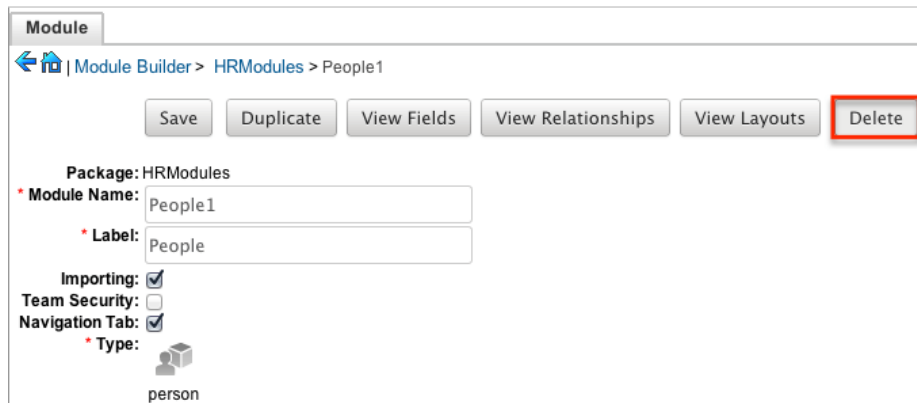 Module
| Module Builder > HRModules > People1
Save Duplicate View Fields View Relationships View Layouts Delete
Package: HRModules
* Module Name: People1
* Label: People
Importing:
Team Security:
Navigation Tab:
* Type:
person